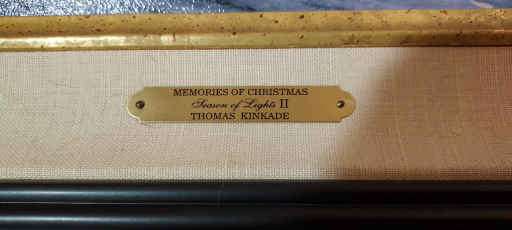 MEMORIES OF CHRISTMAS
Season of Lights II
THOMAS KINKADE